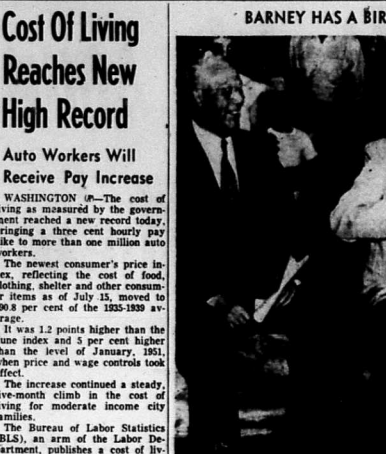 Cost Of Living
Reaches New
High Record
Auto Workers Will
Receive Pay Increase
WASHINGTON —The cost of
iving as measured by the govern-
nent reached a new record today,
ringing a three cent hourly pay
ike to more than one million auto
orkers.
The newest consumer's price in-
ex, reflecting the cost of food,
lothing, shelter and other consum-
r items as of July 15, moved to
90.8 per cent of the 1935-1939 av-
rage.
It was 1.2 points higher than the
une index and 5 per cent higher
han the level of January, 1951,
hen price and wage controls took
ffect.
The increase continued a steady,
ive-month climb in the cost of
iving for moderate income city
amilies.
The Bureau of Labor Statistics
BLS), an arm of the Labor De-
artment, publishes a cost of liv-
BARNEY HAS A BIR